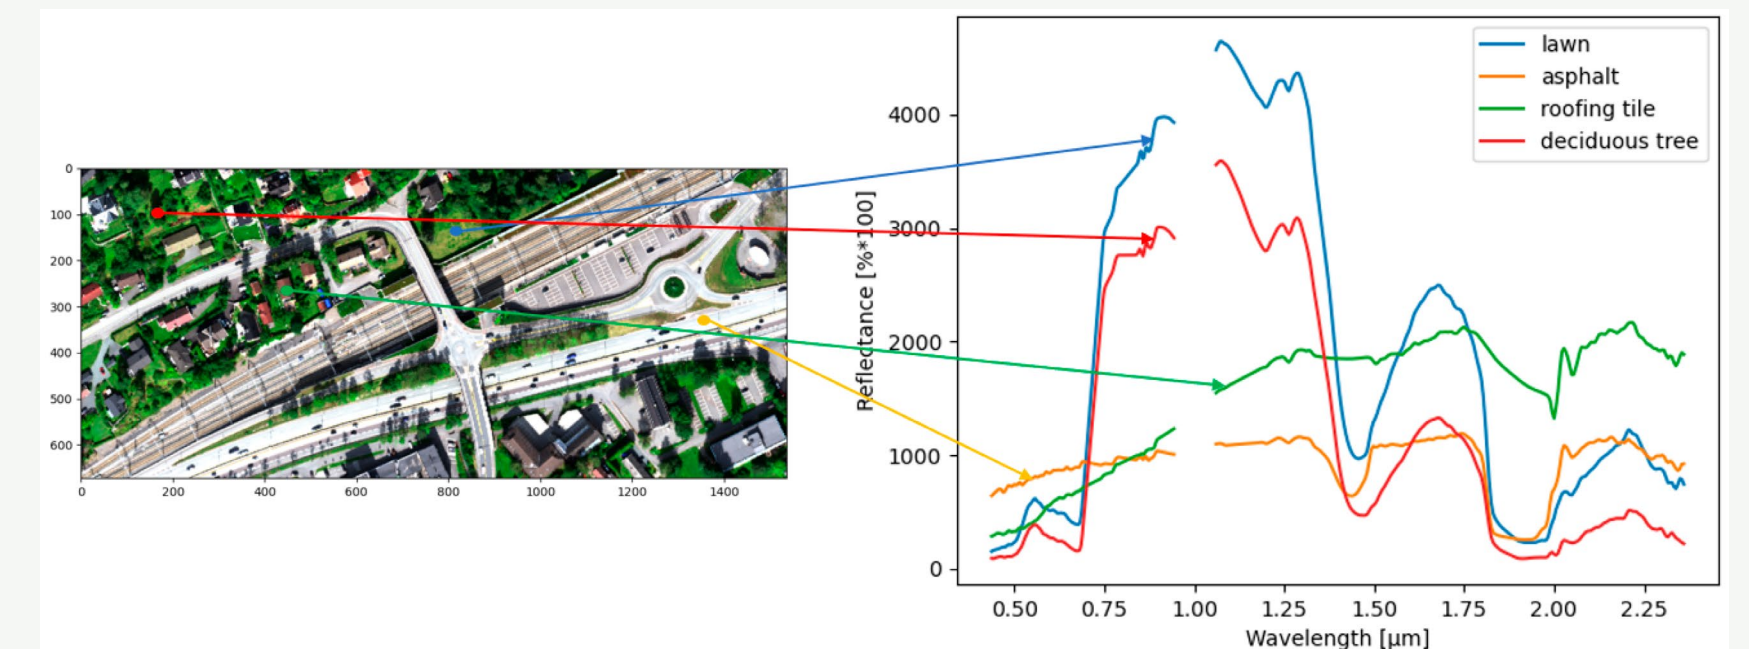 0
100
200
300
400
500
600
0 200 400 600 800 1000 1200 1400
Reflectance [%*100]
4000
3000
2000
1000
0
0.50 0.75 1.00 1.25 1.50 1.75 2.00 2.25
Wavelength [µm]
lawn
asphalt
roofing tile
deciduous tree